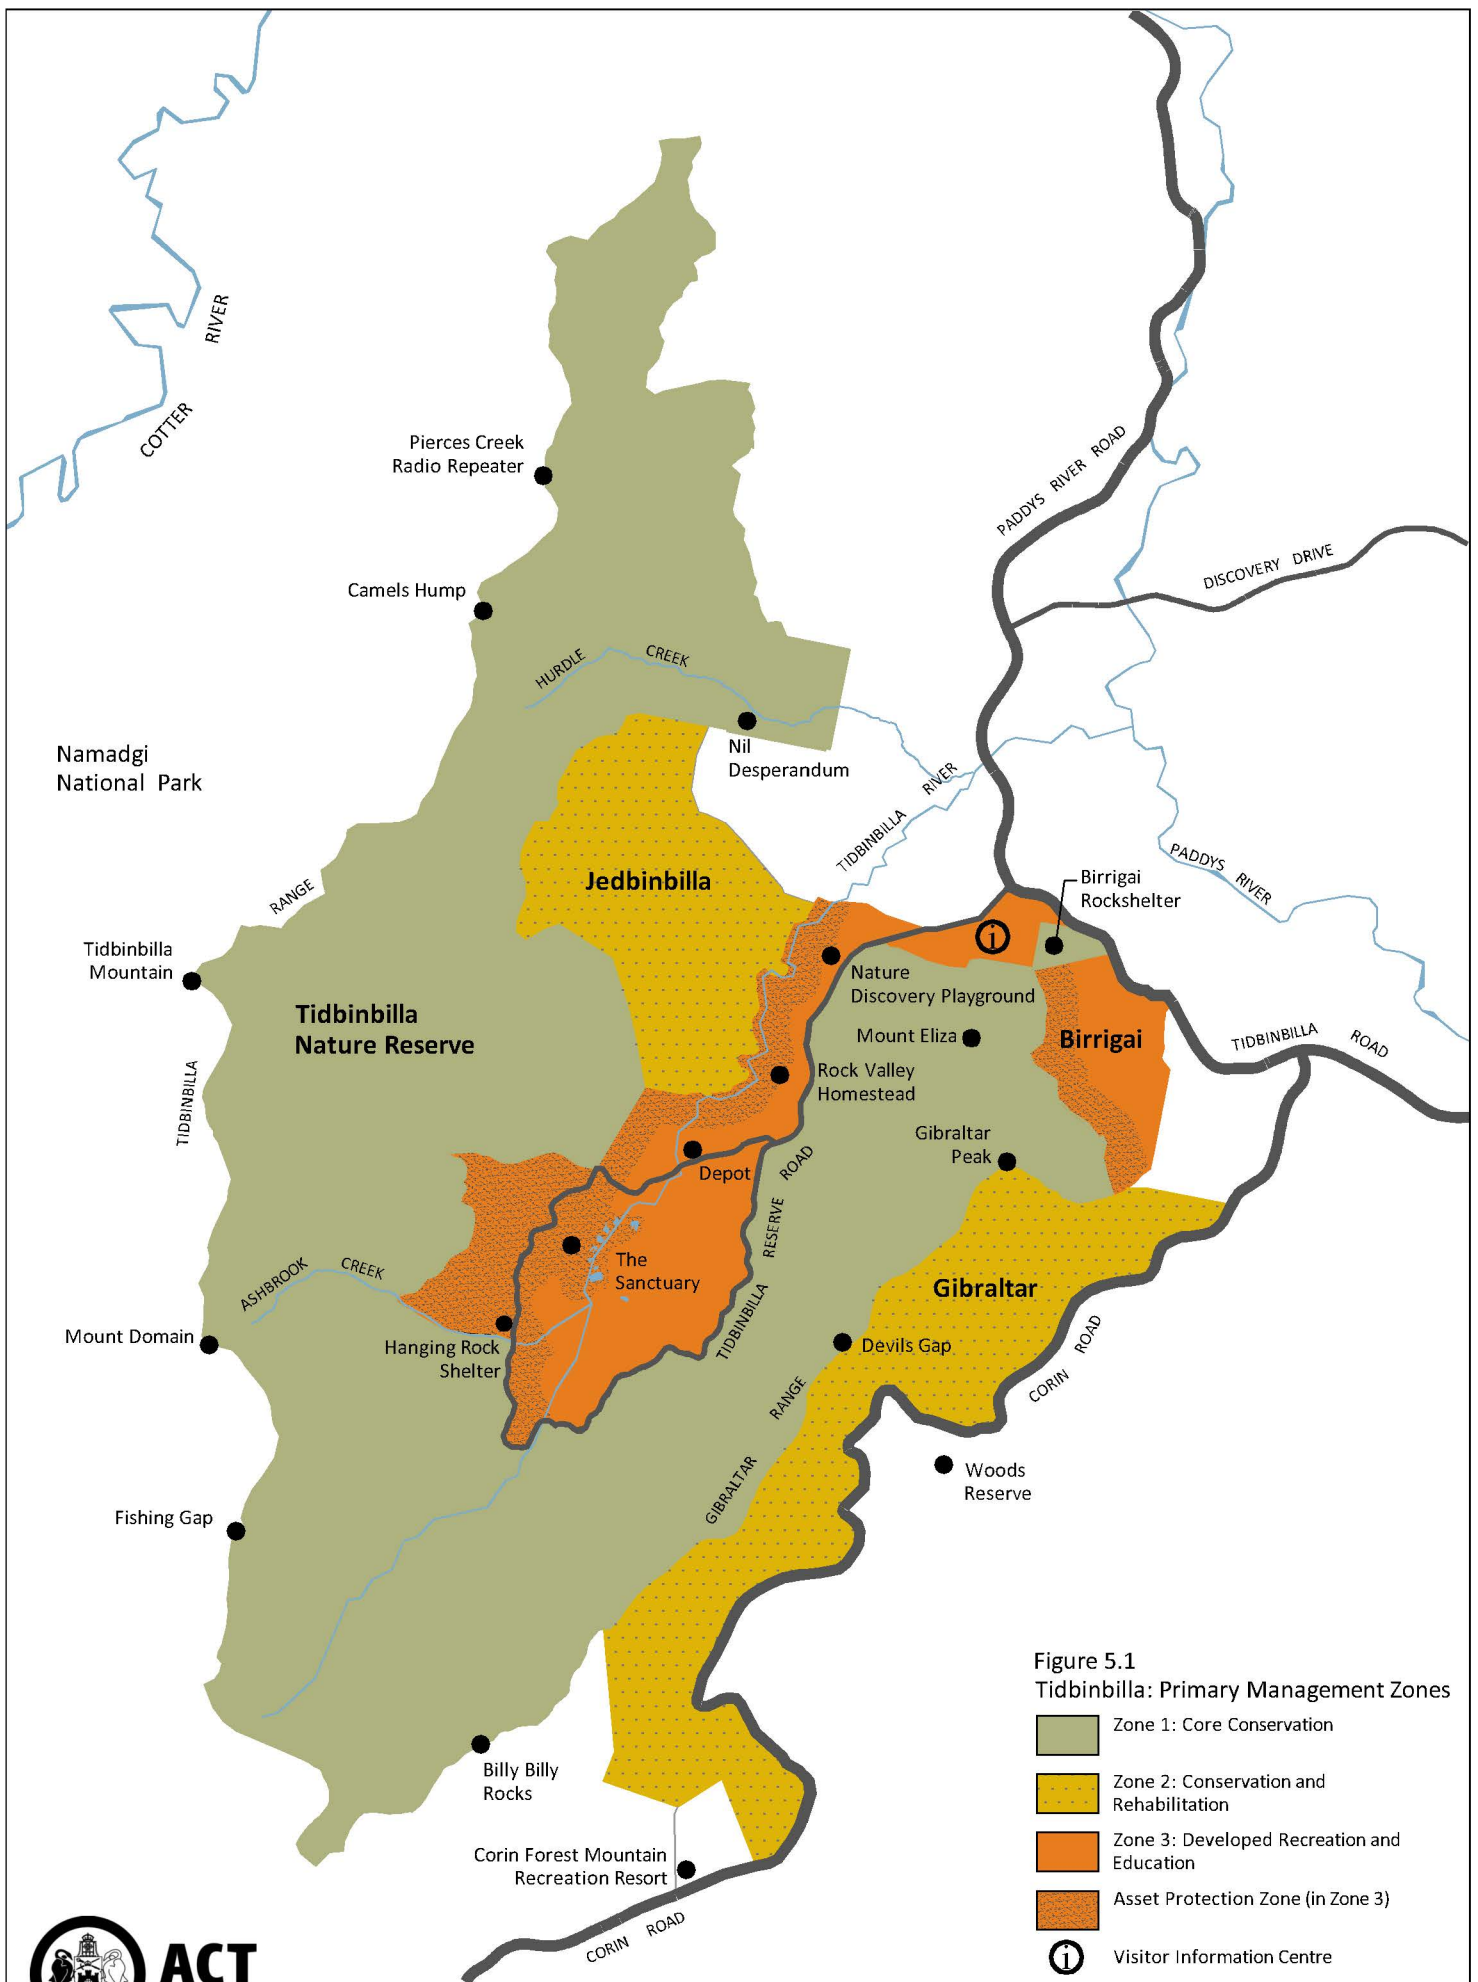 RIVER
COTTER
Pierces Creek
Radio Repeater
PADDYS RIVER ROAD
DISCOVERY DRIVE
Camels Hump
HURDLE CREEK
Namadgi
National Park
Nil
Desperandum
TIDBINBILLA RIVER
PADDYS RIVER
Jedbinbilla
Birrigai
Rockshelter
RANGE
i
Tidbinbilla
Mountain
Nature
Discovery Playground
Tidbinbilla
Nature Reserve
Mount Eliza
Birrigai
TIDBINBILLA ROAD
TIDBINBILLA
Rock Valley
Homestead
Gibraltar
Peak
Depot
ROAD
RESERVE
TIDBINBILLA
The
Sanctuary
ASHBROOK CREEK
Gibraltar
Mount Domain
Hanging Rock
Shelter
Devils Gap
CORIN ROAD
RANGE
GIBRALTAR
Woods
Reserve
Fishing Gap
Billy Billy
Rocks
Corin Forest Mountain
Recreation Resort
CORIN ROAD
Figure 5.1
Tidbinbilla: Primary Management Zones
Zone 1: Core Conservation
Zone 2: Conservation and
Rehabilitation
Zone 3: Developed Recreation and
Education
Asset Protection Zone (in Zone 3)
i Visitor Information Centre
ACT